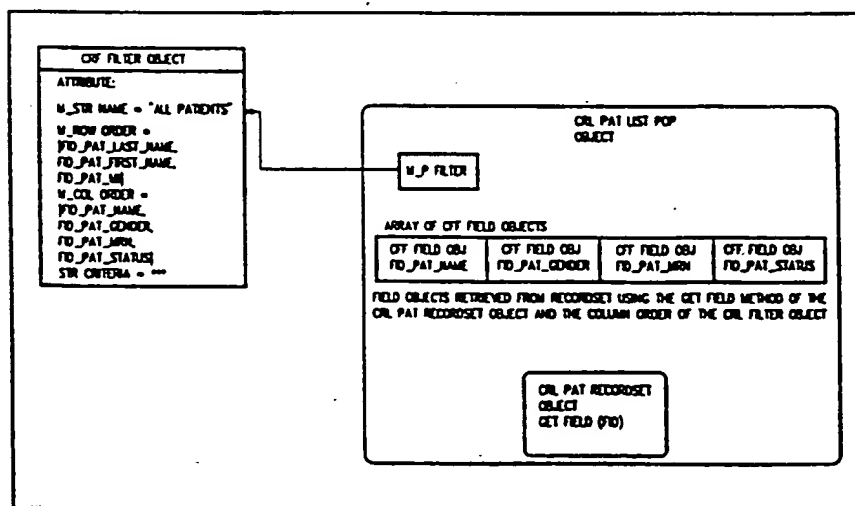 CRF FILTER OBJECT
ATTRIBUTE:
M_STR NAME = "ALL PATIENTS"
M_ROW ORDER =
[FID_PAT_LAST_NAME,
FID_PAT_FIRST_NAME,
FID_PAT_MI]
M_COL ORDER =
[FID_PAT_NAME,
FID_PAT_GENDER,
FID_PAT_MRN,
FID_PAT_STATUS]
STR CRITERIA = ""
CRL PAT LIST POP
OBJECT
M_P FILTER
ARRAY OF CFF FIELD OBJECTS
CFF FIELD OBJ
FID_PAT_NAME
CFF FIELD OBJ
FID_PAT_GENDER
CFF FIELD OBJ
FID_PAT_MRN
CFF FIELD OBJ
FID_PAT_STATUS
FIELD OBJECTS RETRIEVED FROM RECORDSET USING THE GET FIELD METHOD OF THE
CRL PAT RECORDSET OBJECT AND THE COLUMN ORDER OF THE CRL FILTER OBJECT
CRL PAT RECORDSET
OBJECT
GET FIELD (FID)